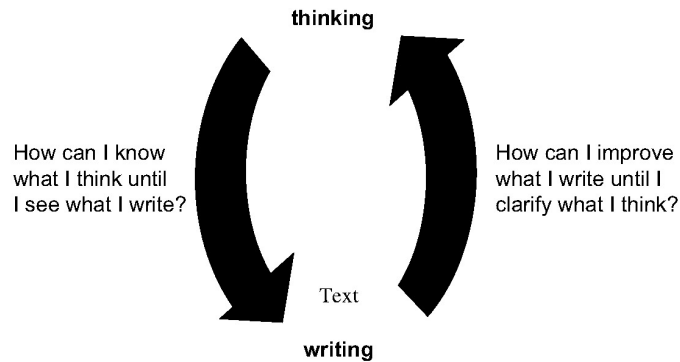 thinking
How can I know
what I think until
I see what I write?
How can I improve
what I write until I
clarify what I think?
Text
writing